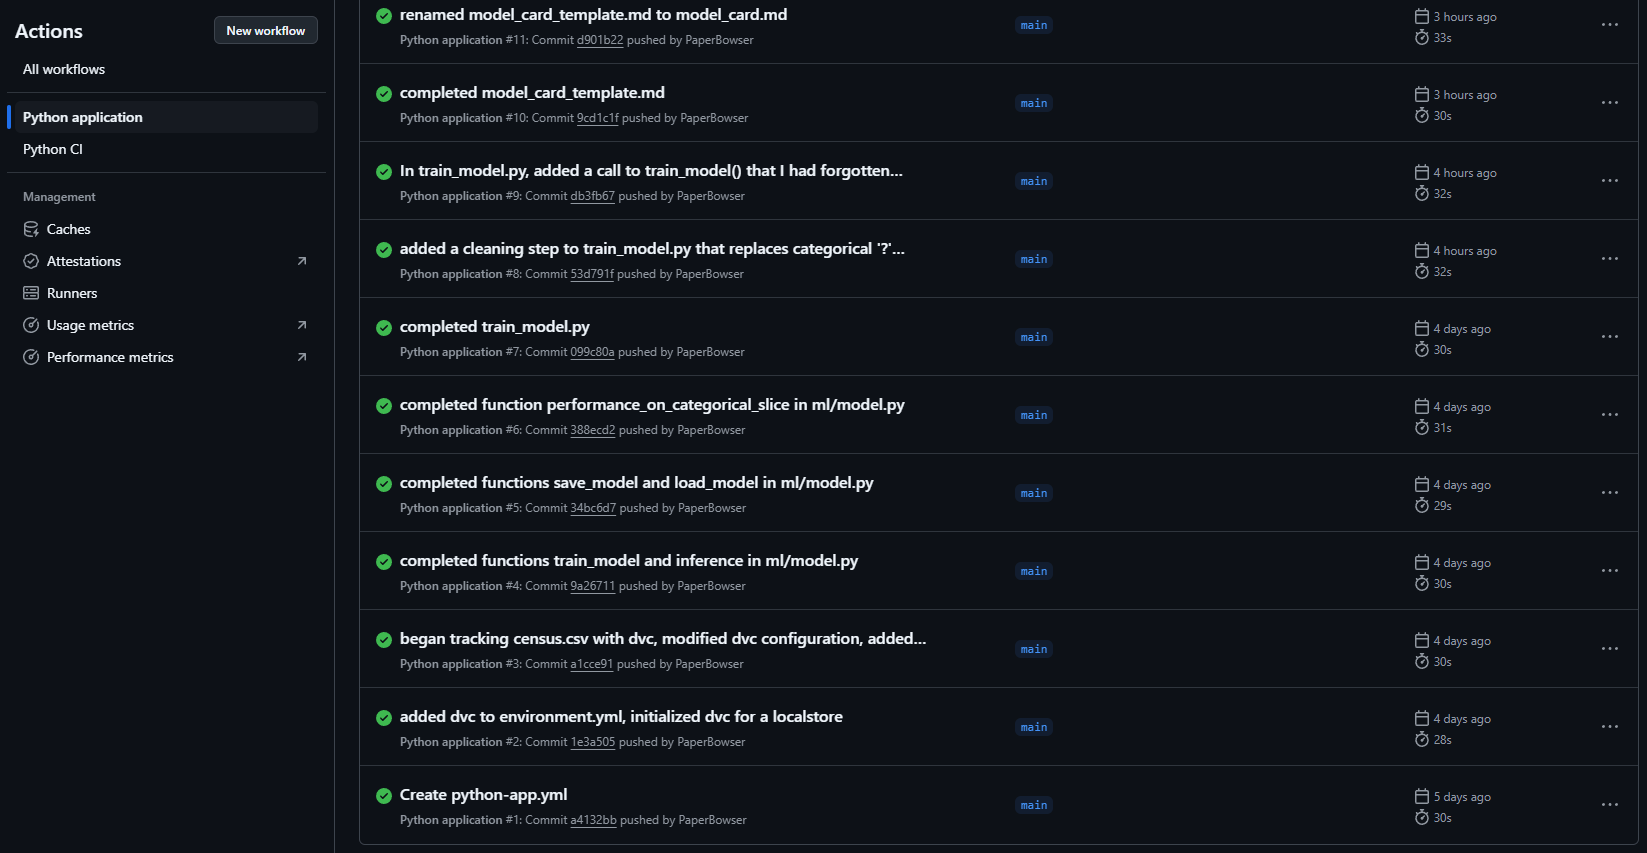 Actions
New workflow
All workflows
Python application
Python CI
Management
Caches
Attestations
Runners
Usage metrics
Performance metrics
renamed model_card_template.md to model_card.md
Python application #11: Commit d901b22 pushed by PaperBowser
main
3 hours ago
33s
completed model_card_template.md
Python application #10: Commit 9cd1c1f pushed by PaperBowser
main
3 hours ago
30s
In train_model.py, added a call to train_model() that I had forgotten...
Python application #9: Commit db3fb67 pushed by PaperBowser
main
4 hours ago
32s
added a cleaning step to train_model.py that replaces categorical '?'...
Python application #8: Commit 53d791f pushed by PaperBowser
main
4 hours ago
32s
completed train_model.py
Python application #7: Commit 099c80a pushed by PaperBowser
main
4 days ago
30s
completed function performance_on_categorical_slice in ml/model.py
Python application #6: Commit 388ecd2 pushed by PaperBowser
main
4 days ago
31s
completed functions save_model and load_model in ml/model.py
Python application #5: Commit 34bc6d7 pushed by PaperBowser
main
4 days ago
29s
completed functions train_model and inference in ml/model.py
Python application #4: Commit 9a26711 pushed by PaperBowser
main
4 days ago
30s
began tracking census.csv with dvc, modified dvc configuration, added...
Python application #3: Commit a1cce91 pushed by PaperBowser
main
4 days ago
30s
added dvc to environment.yml, initialized dvc for a localstore
Python application #2: Commit 1e3a505 pushed by PaperBowser
main
4 days ago
28s
Create python-app.yml
Python application #1: Commit a4132bb pushed by PaperBowser
main
5 days ago
30s